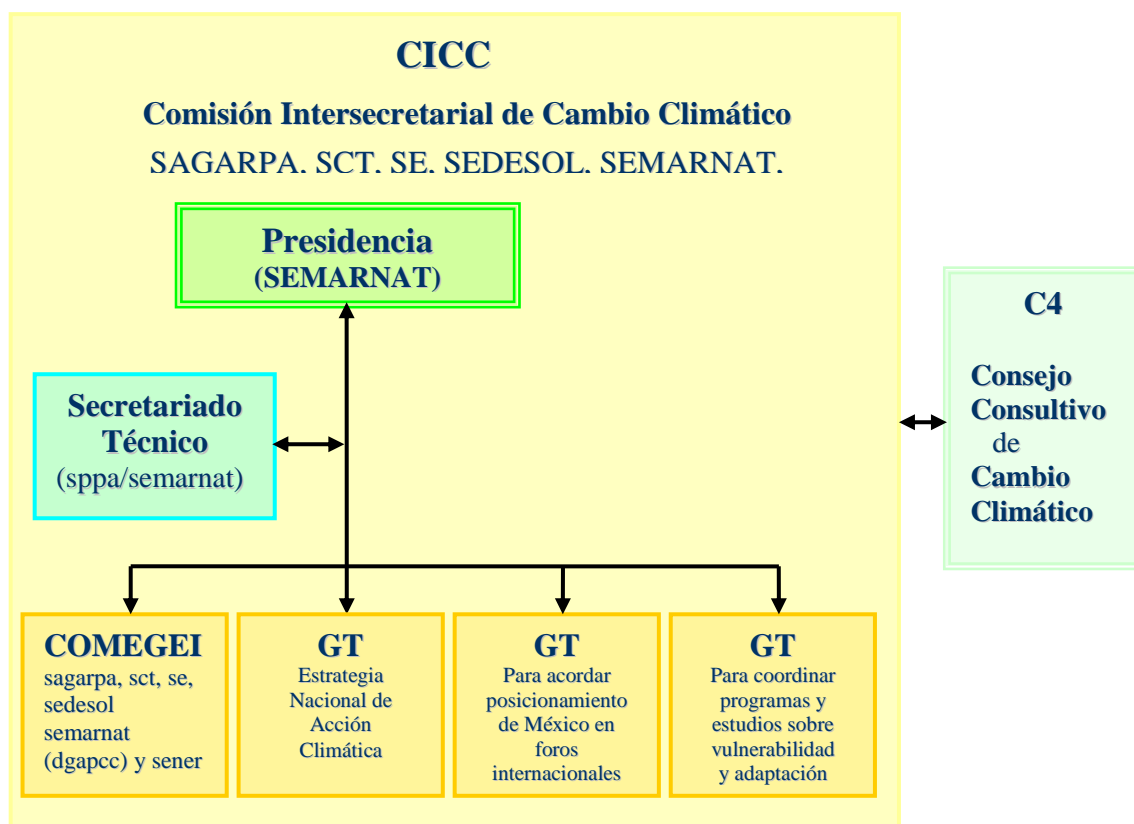 CICC
Comisión Intersecretarial de Cambio Climático
SAGARPA, SCT, SE, SEDESOL, SEMARNAT,
Presidencia
(SEMARNAT)
Secretariado
Técnico
(sppa/semarnat)
C4
Consejo
Consultivo
de
Cambio
Climático
COMEGEI
sagarpa, sct, se,
sedesol
semarnat
(dgapcc) y sener
GT
Estrategia
Nacional de
Acción
Climática
GT
Para acordar
posicionamiento
de México en
foros
internacionales
GT
Para coordinar
programas y
estudios sobre
vulnerabilidad
y adaptación